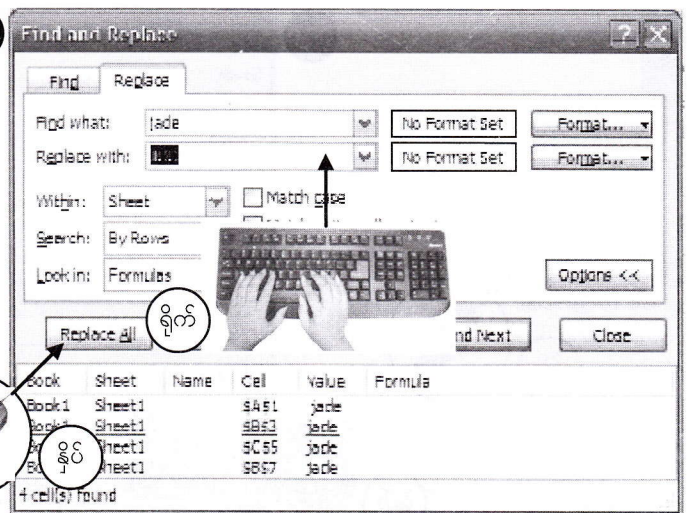 Find and Replace
Find Replace
Find what: jade No Format Set Format...
Replace with: No Format Set Format...
Within: Sheet Match case
Search: By Rows
Look in: Formulas Options <<
ရိုက်
Replace All nd Next Close
Book Sheet Name Cell Value Formula
Book1 Sheet1 $A$1 jade
Book1 Sheet1 $B$3 jade
Sheet1 $C$5 jade
Sheet1 $B$7 jade
နှိပ်
4 cell(s) found